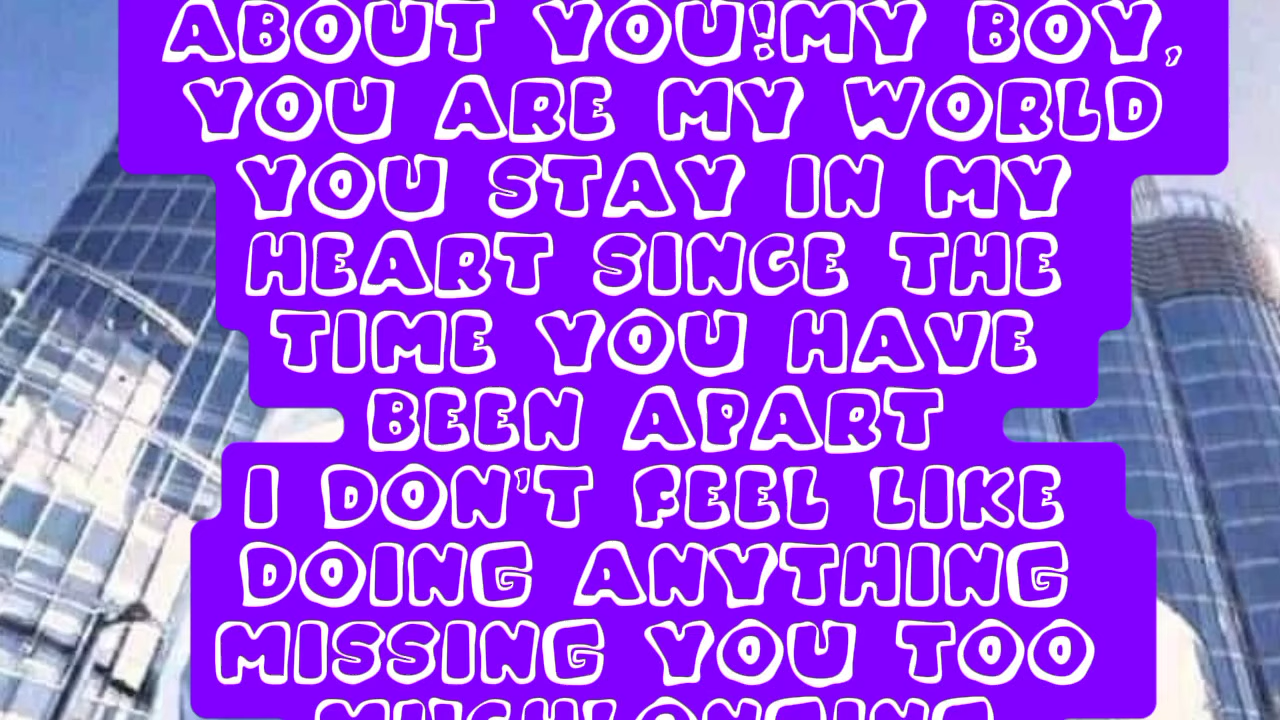 ABOUT YOU!MY BOY,
YOU ARE MY WORLD
YOU STAY IN MY
HEART SINCE THE
TIME YOU HAVE
BEEN APART
I DON'T FEEL LIKE
DOING ANYTHING
MISSING YOU TOO